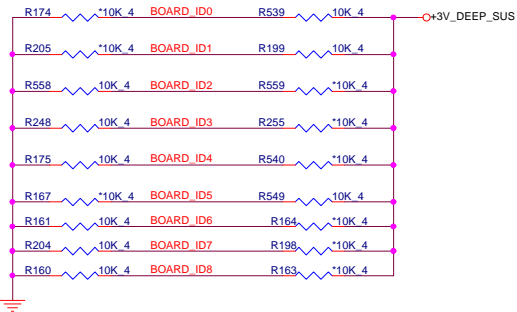 R174 *10K_4 BOARD_ID0 R539 10K_4 +3V_DEEP_SUS
R205 *10K_4 BOARD_ID1 R199 10K_4
R558 10K_4 BOARD_ID2 R559 *10K_4
R248 10K_4 BOARD_ID3 R255 *10K_4
R175 10K_4 BOARD_ID4 R540 *10K_4
R167 *10K_4 BOARD_ID5 R549 10K_4
R161 10K_4 BOARD_ID6 R164 *10K_4
R204 10K_4 BOARD_ID7 R198 *10K_4
R160 10K_4 BOARD_ID8 R163 *10K_4